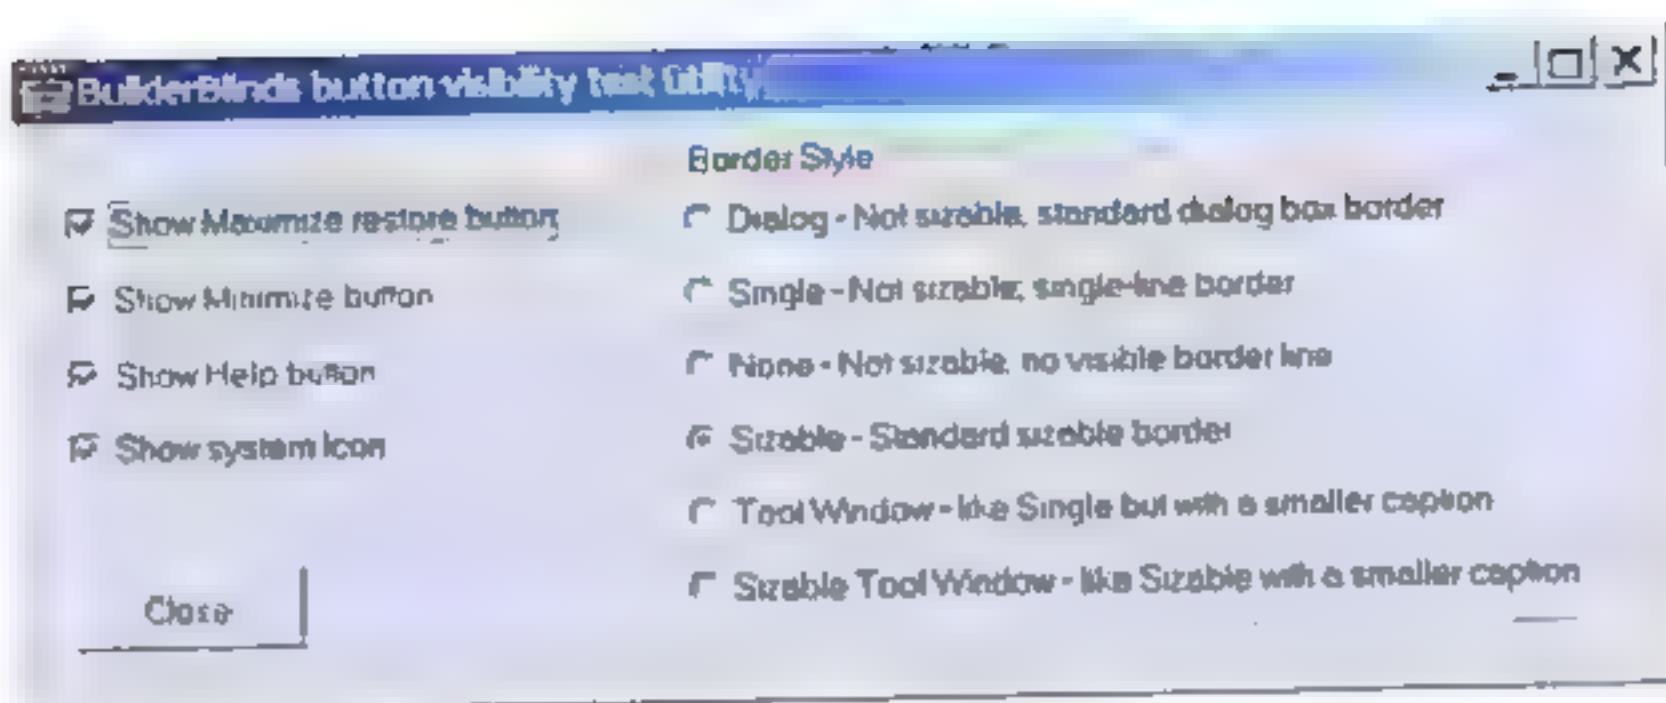 BuilderBlinds button visibility test utility
Show Maximize restore button
Show Minimize button
Show Help button
Show system Icon
Close
Border Style
Dialog - Not sizable, standard dialog box border
Single - Not sizable, single-line border
None - Not sizable, no visible border line
Sizable - Standard sizable border
Tool Window - like Single but with a smaller caption
Sizable Tool Window - like Sizable with a smaller caption